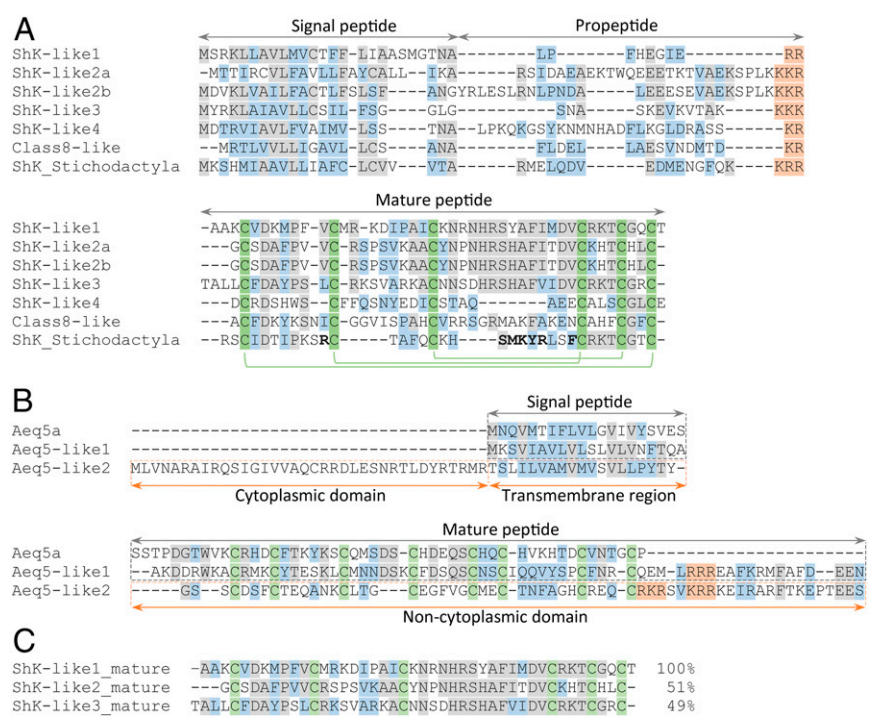 A
Signal peptide Propeptide
ShK-like1 MSRKLLAVLMVCTFF-LIAASMGTNA--------LP-------FHEGIE----------RR
ShK-like2a -MTTIRCVLFAVLLFAYCALL--IKA------RSIDAEAEKTWQEEETKTVAEKSPLKKKR
ShK-like2b MDVKLVAILFACTLFSLSF---ANGYRLESLRNLPNDA-----LEEESEVAEKSPLKKKR
ShK-like3 MYRKLAIAVLLCSIL-FSG---GLG----------SNA-----SKEVKVTAK-----KKK
ShK-like4 MDTRVIAVLFVAIMV-LSS---TNA--LPKQKGSYKNMNHADFLKGLDRASS------KR
Class8-like --MRTLVVLLIGAVL-LCS---ANA--------FLDEL-----LAESVNDMTD-----KR
ShK_Stichodactyla MKSHMIAAVLLIAFC-LCVV--VTA------RMELQDV-----EDMENGFQK----KRR
Mature peptide
ShK-like1 -AAKCVDKMPF-VCMR-KDIPAICKNRNHRSYAFIMDVCRKTCGQCT
ShK-like2a ---GCSDAFPV-VC-RSPSVKAACYNPNHRSHAFITDVCKHTCHLC-
ShK-like2b ---GCSDAFPV-VC-RSPSVKAACYNPNHRSHAFITDVCKHTCHLC-
ShK-like3 TALLCFDAYPS-LC-RKSVARKACNNSDHRSHAFVIDVCRKTCGRC-
ShK-like4 ---DCRDSHWS--CFFQSNYEDICSTAQ-------AEECALSCGLCE
Class8-like ---ACFDKYKSNIC-GGVISPAHCVRRSGRMAKFAKENCAHFCGFC-
ShK_Stichodactyla --RSCIDTIPKSRC-----TAFQCKH----SMKYRLSFCRKTCGTC-
B
Signal peptide
Aeq5a ------------------------------------MNQVMTIFLVLGVIVYSVES
Aeq5-like1 ------------------------------------MKSVIAVLVLSLVLVNFTQA
Aeq5-like2 MLVNARAIRQSIGIVVAQCRRDLESNRTLDYRTRMRTSLILVAMVMVSVLLPYTY-
Cytoplasmic domain Transmembrane region
Mature peptide
Aeq5a SSTPDGTWVKCRHDCFTKYKSCQMSDS-CHDEQSCHQC-HVKHTDCVNTGCP----------------------
Aeq5-like1 -AKDDRWKACRMKCYTESKLCMNNDSKCFDSQSCNSCIQQVYSPCFNR-CQEM-LRRREAFKRMFAFD--EEN
Aeq5-like2 -----GS--SCDSFCTEQANKCLTG---CEGFVGCMEC-TNFAGHCREQ-CRKRSVKRRKEIRARFTKEPTEES
Non-cytoplasmic domain
C
ShK-like1_mature -AAKCVDKMPFVCMRKDIPAICKNRNHRSYAFIMDVCRKTCGQCT 100%
ShK-like2_mature ---GCSDAFPVVCRSPSVKAACYNPNHRSHAFITDVCKHTCHLC- 51%
ShK-like3_mature TALLCFDAYPSLCRKSVARKACNNSDHRSHAFVIDVCRKTCGRC- 49%